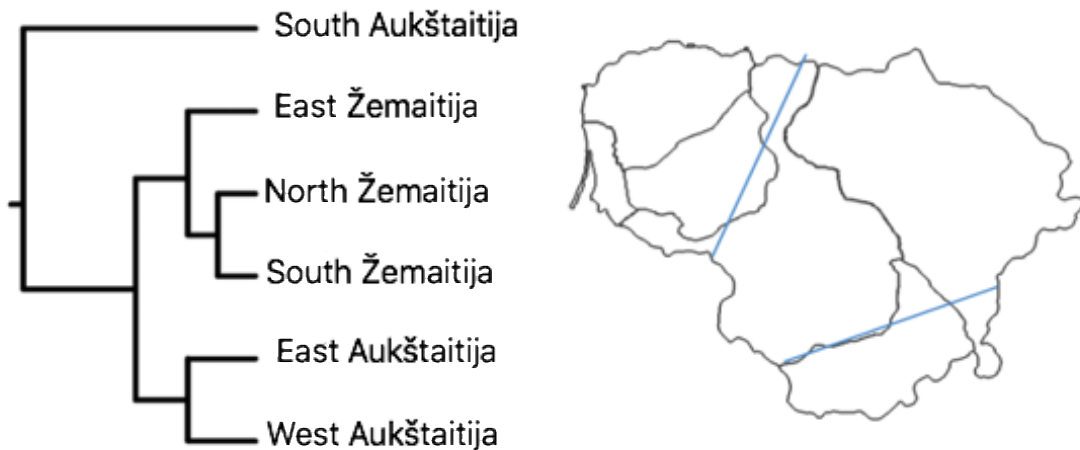 South Aukštaitija
East Žemaitija
North Žemaitija
South Žemaitija
East Aukštaitija
West Aukštaitija